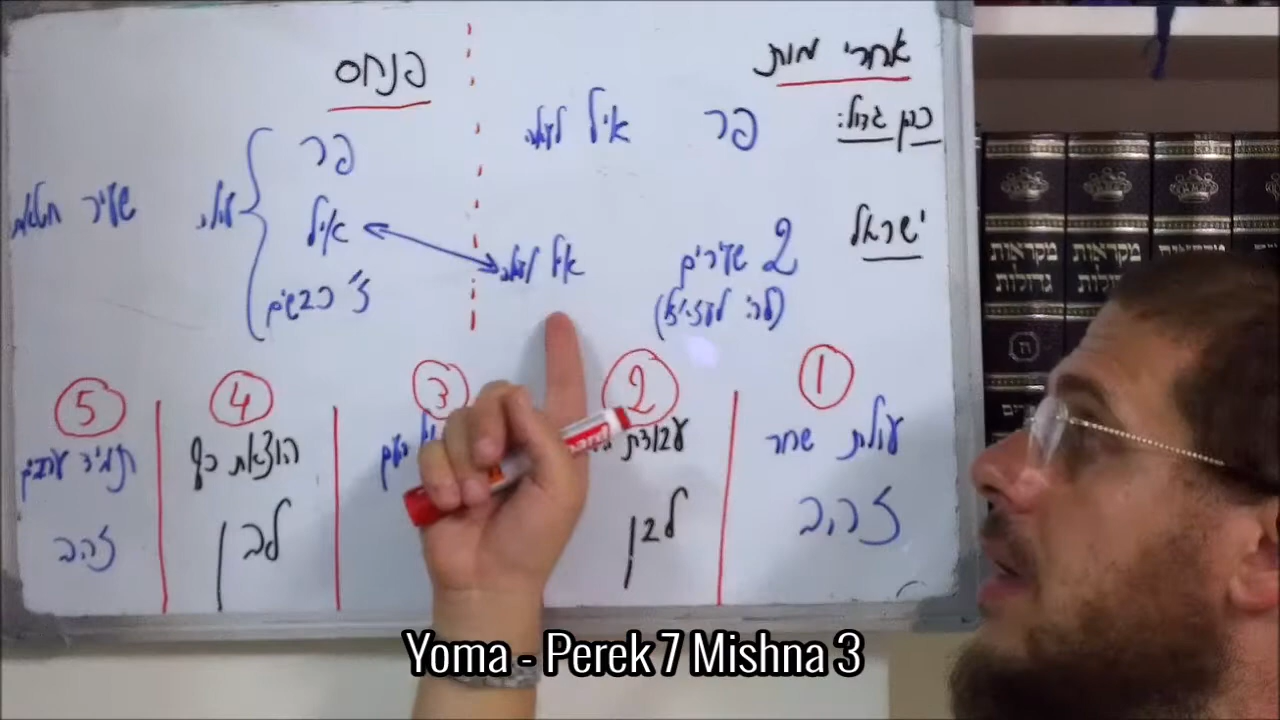 אחרי מות
כהן גדול:
פר
איל לעולה
ישראל
2 שעירים
(לה' לעזאזל)
איל לעולה
פנחס
פר
איל
ז' כבשים
עולה
שעיר חטאת
1
עולת שחר
זהב
2
עבודת
לבן
3
העם
4
הוצאת כף
לבן
5
תמיד ערביים
זהב
מקראות
גדולות
ה
מקראות
Yoma - Perek 7 Mishna 3